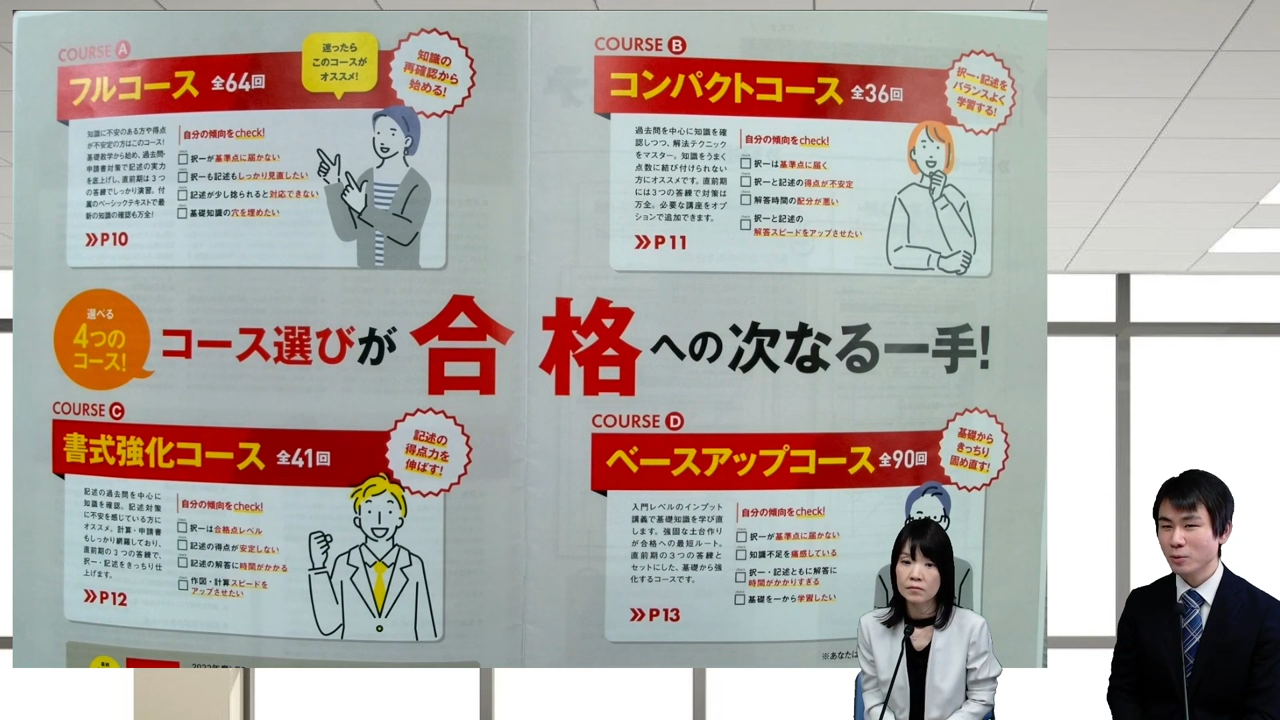 COURSE A
フルコース 全64回
迷ったら
このコースが
オススメ!
知識の
再確認から
始める!
知識に不安のある方や得点
が不安定の方はこのコース!
基礎数学から始め、過去問・
申請書対策で記述の実力
を底上げし、直前期は3つ
の答練でしっかり演習。付
属のベーシックテキストで最
新の知識の確認も万全!
自分の傾向をcheck!
択一が基準点に届かない
択一も記述もしっかり見直したい
記述が少し捻られると対応できない
基礎知識の穴を埋めたい
P10
COURSE B
コンパクトコース 全36回
択一・記述を
バランスよく
学習する!
過去問を中心に知識を確
認しつつ、解法テクニック
をマスター。知識をうまく
点数に結び付けられない
方にオススメです。直前期
には3つの答練で対策は
万全。必要な講座をオプ
ションで追加できます。
自分の傾向をcheck!
択一は基準点に届く
択一と記述の得点が不安定
解答時間の配分が悪い
択一と記述の
解答スピードをアップさせたい
P11
選べる
4つの
コース!
コース選びが合格への次なる一手!
COURSE C
書式強化コース 全41回
記述の
得点力を
伸ばす!
記述の過去問を中心に
知識を確認。記述対策
に不安を感じている方に
オススメ。計算・申請書
もしっかり網羅しており、
直前期の3つの答練で、
択一・記述をきっちり仕
上げます。
自分の傾向をcheck!
択一は合格点レベル
記述の得点が安定しない
記述の解答に時間がかかる
作図・計算スピードを
アップさせたい
P12
COURSE D
ベースアップコース 全90回
基礎から
きっちり
固め直す!
入門レベルのインプット
講義で基礎知識を学び直
します。強固な土台作り
が合格への最短ルート。
直前期の3つの答練と
セットにした、基礎から強
化するコースです。
自分の傾向をcheck!
択一が基準点に届かない
知識不足を痛感している
択一・記述ともに解答に
時間がかかりすぎる
基礎を一から学習したい
P13
※あなたは